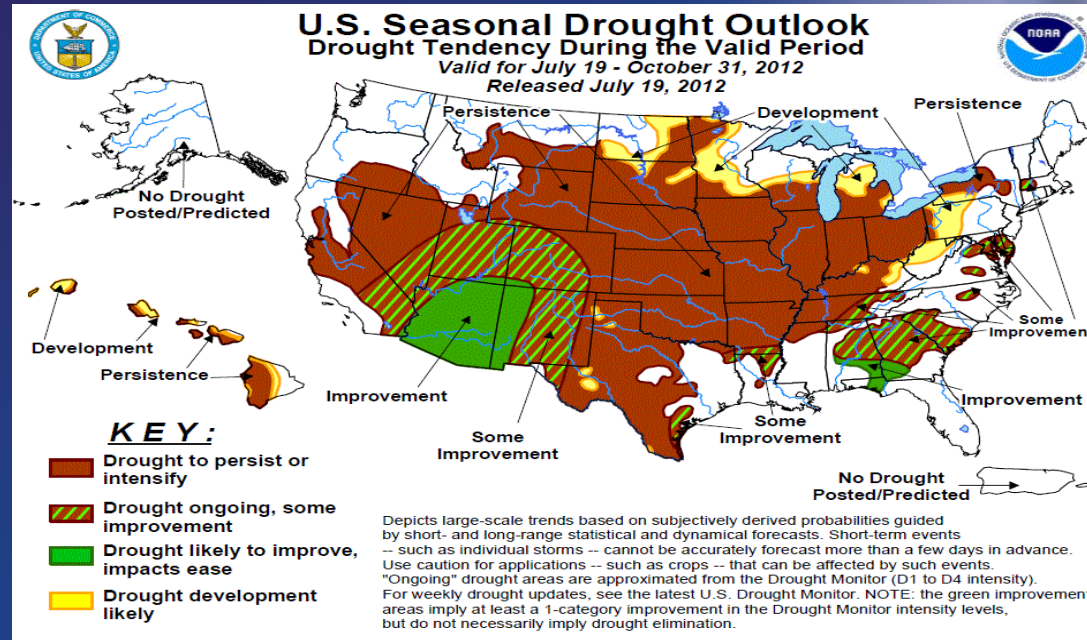 U.S. Seasonal Drought Outlook
Drought Tendency During the Valid Period
Valid for July 19 - October 31, 2012
Released July 19, 2012
DEPARTMENT OF COMMERCE
UNITED STATES OF AMERICA
NOAA
Persistence
Development
Persistence
No Drought
Posted/Predicted
Development
Persistence
Improvement
Some
Improvement
Some
Improvement
Some
Improvement
Improvement
No Drought
Posted/Predicted
KEY:
Drought to persist or
intensify
Drought ongoing, some
improvement
Drought likely to improve,
impacts ease
Drought development
likely
Depicts large-scale trends based on subjectively derived probabilities guided
by short- and long-range statistical and dynamical forecasts. Short-term events
-- such as individual storms -- cannot be accurately forecast more than a few days in advance.
Use caution for applications -- such as crops -- that can be affected by such events.
"Ongoing" drought areas are approximated from the Drought Monitor (D1 to D4 intensity).
For weekly drought updates, see the latest U.S. Drought Monitor. NOTE: the green improvement
areas imply at least a 1-category improvement in the Drought Monitor intensity levels,
but do not necessarily imply drought elimination.